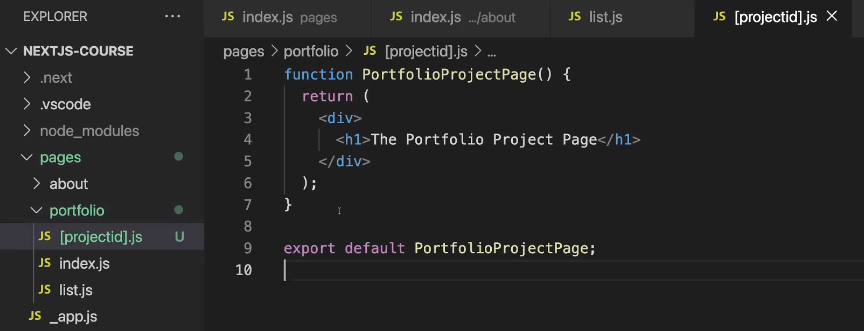 EXPLORER ...
NEXTJS-COURSE
.next
.vscode
node_modules
pages
about
portfolio
JS [projectid].js U
JS index.js
JS list.js
JS _app.js
JS index.js pages
JS index.js .../about
JS list.js
JS [projectid].js
pages > portfolio > JS [projectid].js > ...
1 function PortfolioProjectPage() {
2 return (
3 <div>
4 <h1>The Portfolio Project Page</h1>
5 </div>
6 );
7 }
8
9 export default PortfolioProjectPage;
10